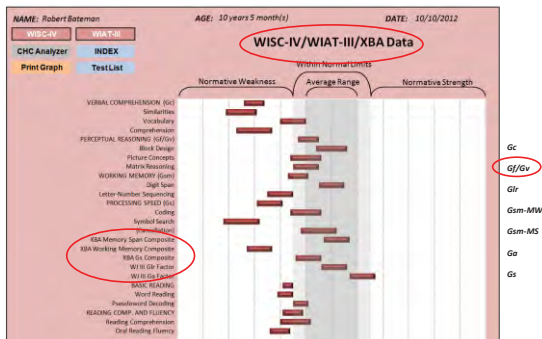 NAME: Robert Bateman AGE: 10 years 5 month(s) DATE: 10/10/2012
WISC-IV WIAT-III
WISC-IV/WIAT-III/XBA Data
CHC Analyzer INDEX
Print Graph Test List
Within Normal Limits
Normative Weakness Average Range Normative Strength
VERBAL COMPREHENSION (Gc)
Similarities
Vocabulary
Comprehension
PERCEPTUAL REASONING (Gf/Gv)
Block Design
Picture Concepts
Matrix Reasoning
WORKING MEMORY (Gsm)
Digit Span
Letter-Number Sequencing
PROCESSING SPEED (Gs)
Coding
Symbol Search
(Cancellation)
XBA Memory Span Composite
XBA Working Memory Composite
XBA Gs Composite
WJ III Glr Factor
WJ III Ga Factor
BASIC READING
Word Reading
Pseudoword Decoding
READING COMP. AND FLUENCY
Reading Comprehension
Oral Reading Fluency
Gc
Gf/Gv
Glr
Gsm-MW
Gsm-MS
Ga
Gs